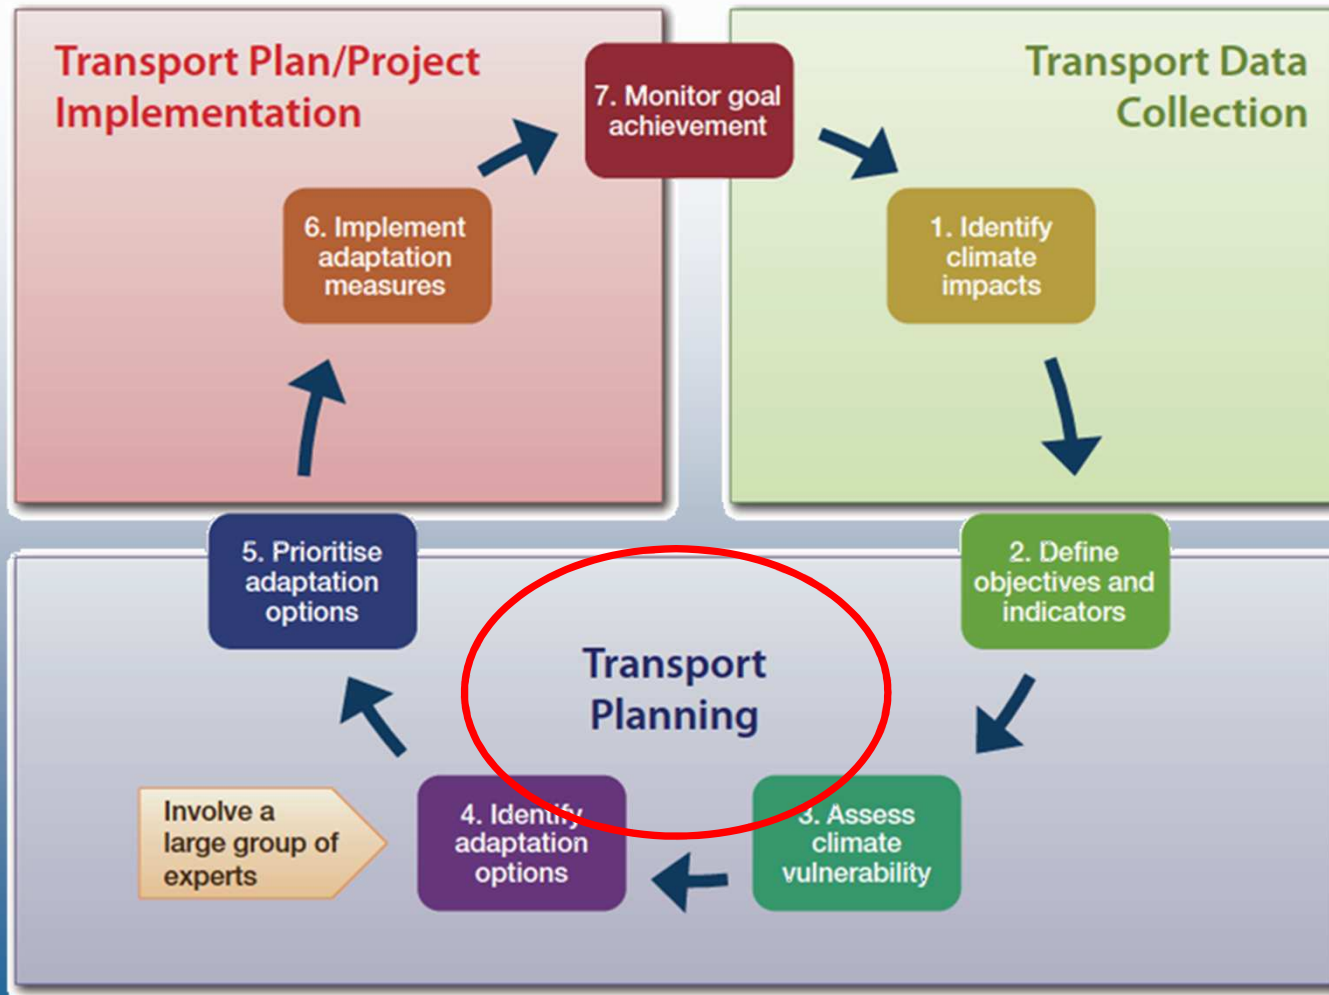 Transport Plan/Project
Implementation
7. Monitor goal
achievement
Transport Data
Collection
6. Implement
adaptation
measures
1. Identify
climate
impacts
5. Prioritise
adaptation
options
2. Define
objectives and
indicators
Transport
Planning
Involve a
large group of
experts
4. Identify
adaptation
options
3. Assess
climate
vulnerability